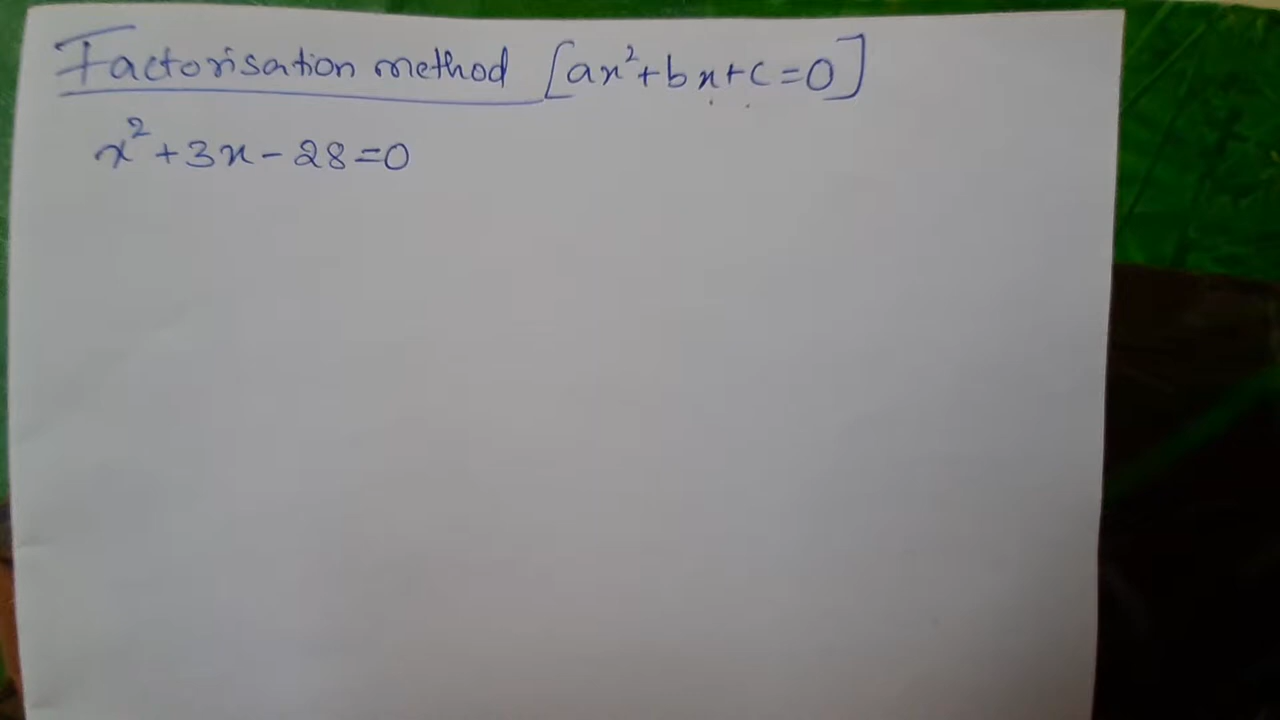 Factorisation method [ax²+bx+c=0]
x²+3x-28=0